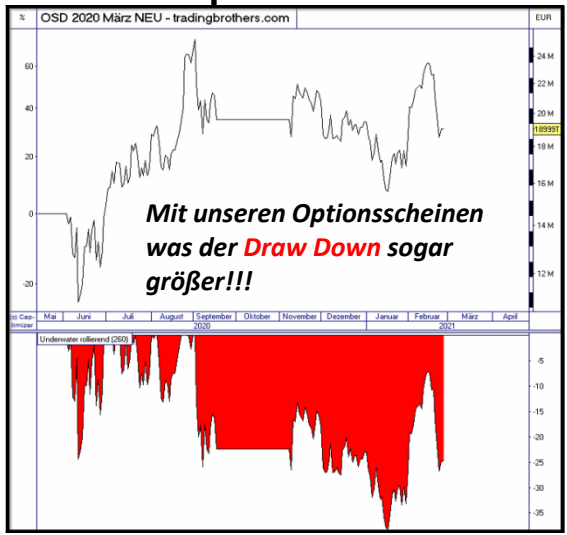 % OSD 2020 März NEU - tradingbrothers.com EUR
60
40
20
0
-20
24 M
22 M
20 M
18999T
18 M
16 M
14 M
12 M
Mit unseren Optionsscheinen
was der Draw Down sogar
größer!!!
(c) Cap-
timizer
Mai Juni Juli August September Oktober November Dezember Januar Februar März April
2020 2021
Underwater rollierend (260)
-5
-10
-15
-20
-25
-30
-35